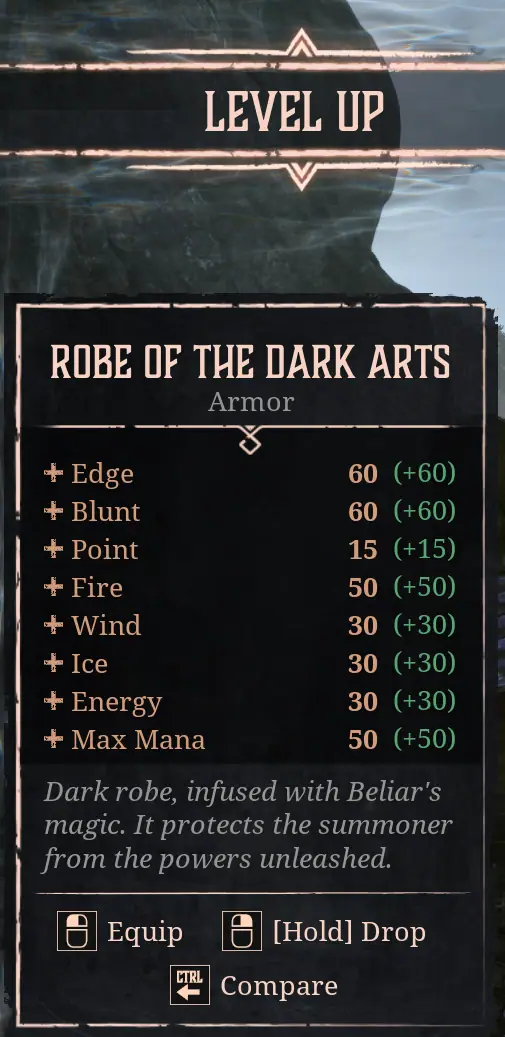 LEVEL UP
ROBE OF THE DARK ARTS
Armor
Edge 60 (+60)
Blunt 60 (+60)
Point 15 (+15)
Fire 50 (+50)
Wind 30 (+30)
Ice 30 (+30)
Energy 30 (+30)
Max Mana 50 (+50)
Dark robe, infused with Beliar's
magic. It protects the summoner
from the powers unleashed.
Equip [Hold] Drop
CTRL Compare